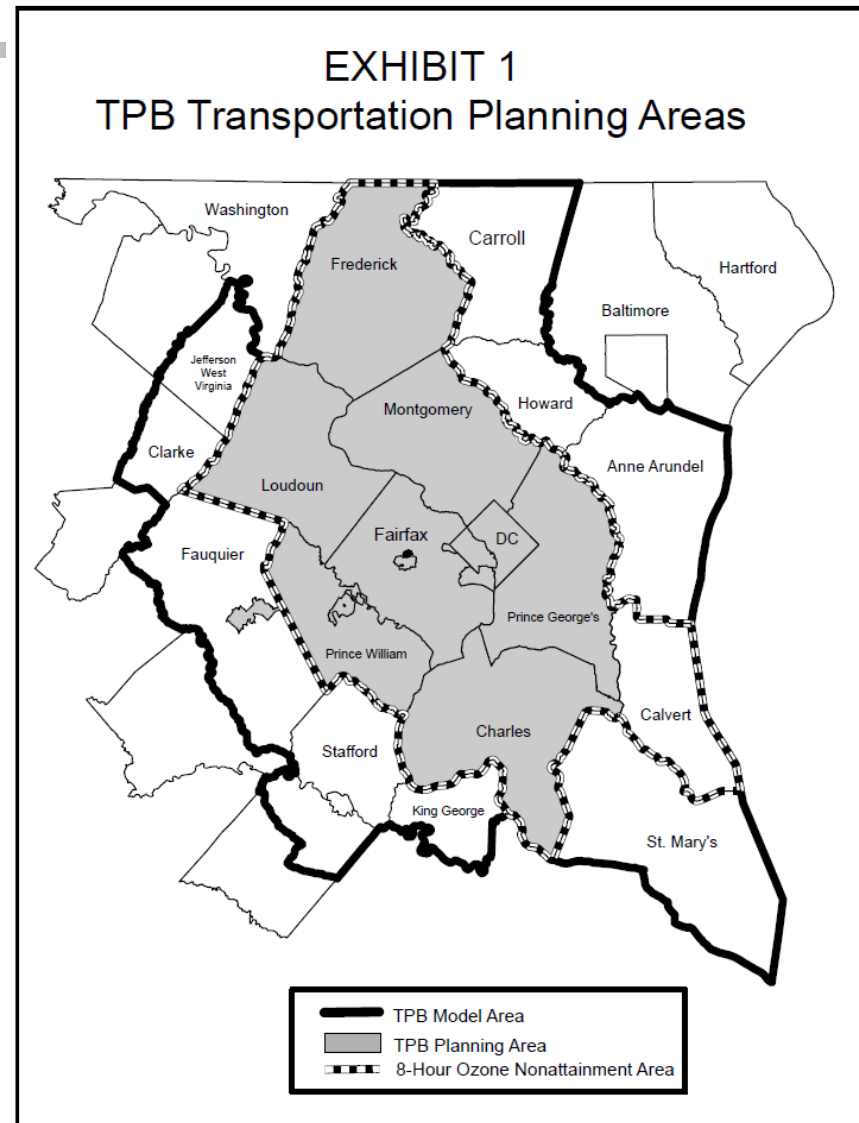 EXHIBIT 1
TPB Transportation Planning Areas
Washington
Frederick
Carroll
Hartford
Baltimore
Jefferson
West
Virginia
Howard
Montgomery
Clarke
Anne Arundel
Loudoun
Fairfax
DC
Fauquier
Prince George's
Prince William
Calvert
Charles
Stafford
King George
St. Mary's
TPB Model Area
TPB Planning Area
8-Hour Ozone Nonattainment Area